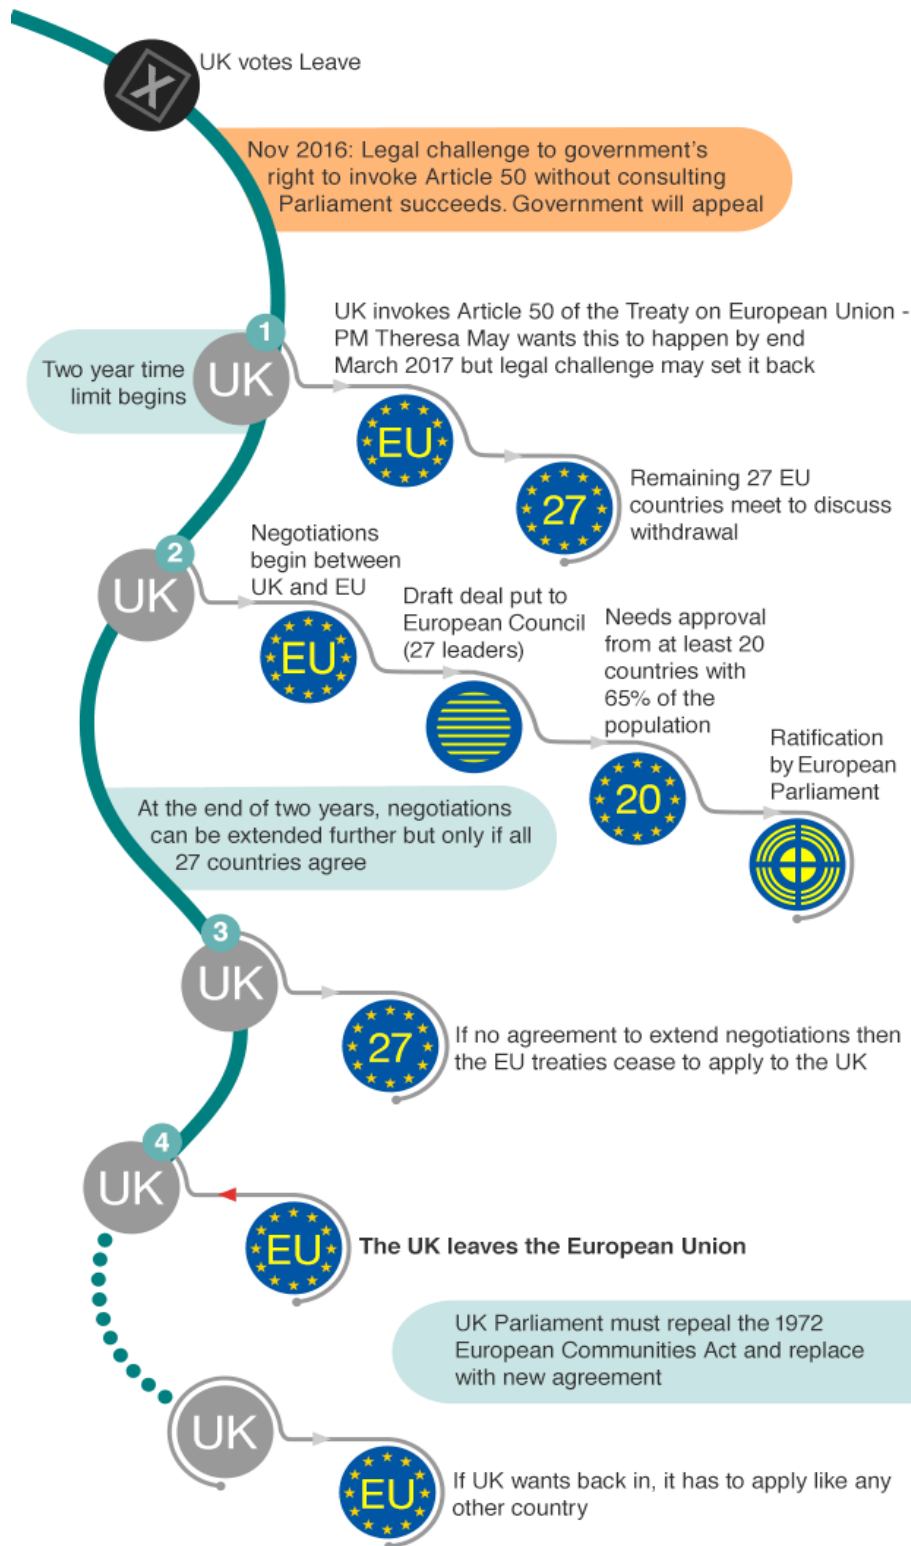 UK votes Leave
Nov 2016: Legal challenge to government's
right to invoke Article 50 without consulting
Parliament succeeds. Government will appeal
1
UK invokes Article 50 of the Treaty on European Union -
PM Theresa May wants this to happen by end
March 2017 but legal challenge may set it back
Two year time
limit begins
UK
EU
27
Remaining 27 EU
countries meet to discuss
withdrawal
2
UK
Negotiations
begin between
UK and EU
EU
Draft deal put to
European Council
(27 leaders)
Needs approval
from at least 20
countries with
65% of the
population
20
Ratification
by European
Parliament
At the end of two years, negotiations
can be extended further but only if all
27 countries agree
3
UK
27
If no agreement to extend negotiations then
the EU treaties cease to apply to the UK
4
UK
EU
The UK leaves the European Union
UK Parliament must repeal the 1972
European Communities Act and replace
with new agreement
UK
EU
If UK wants back in, it has to apply like any
other country